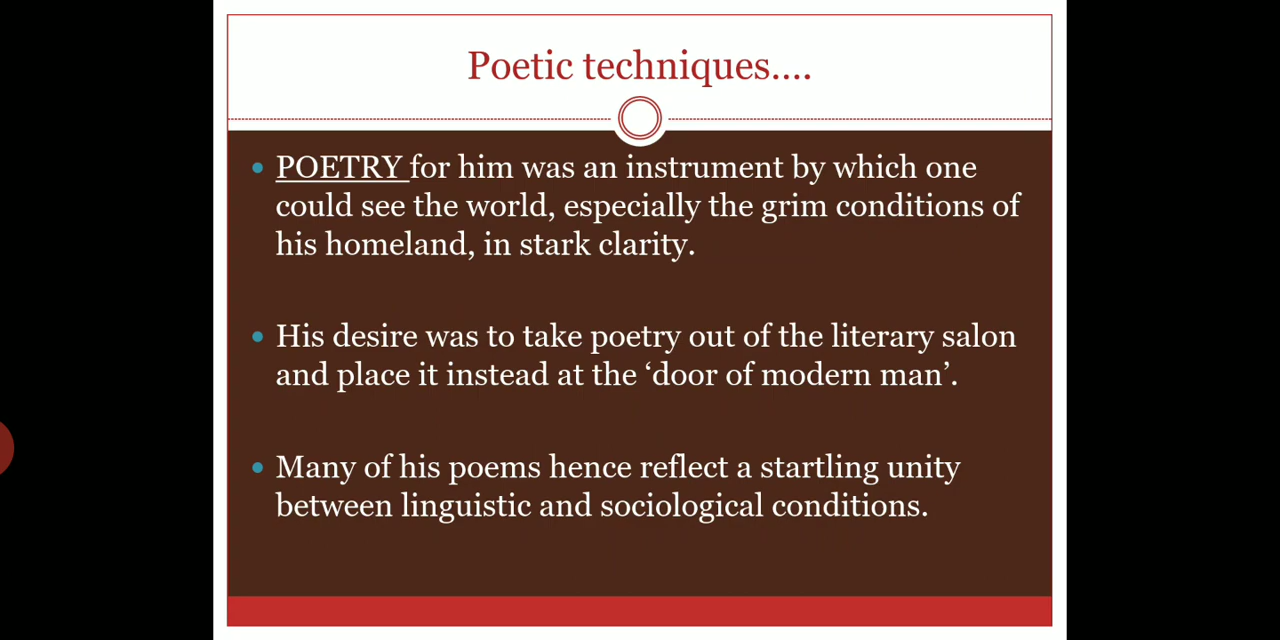 Poetic techniques....
• POETRY for him was an instrument by which one
could see the world, especially the grim conditions of
his homeland, in stark clarity.
• His desire was to take poetry out of the literary salon
and place it instead at the ‘door of modern man’.
• Many of his poems hence reflect a startling unity
between linguistic and sociological conditions.